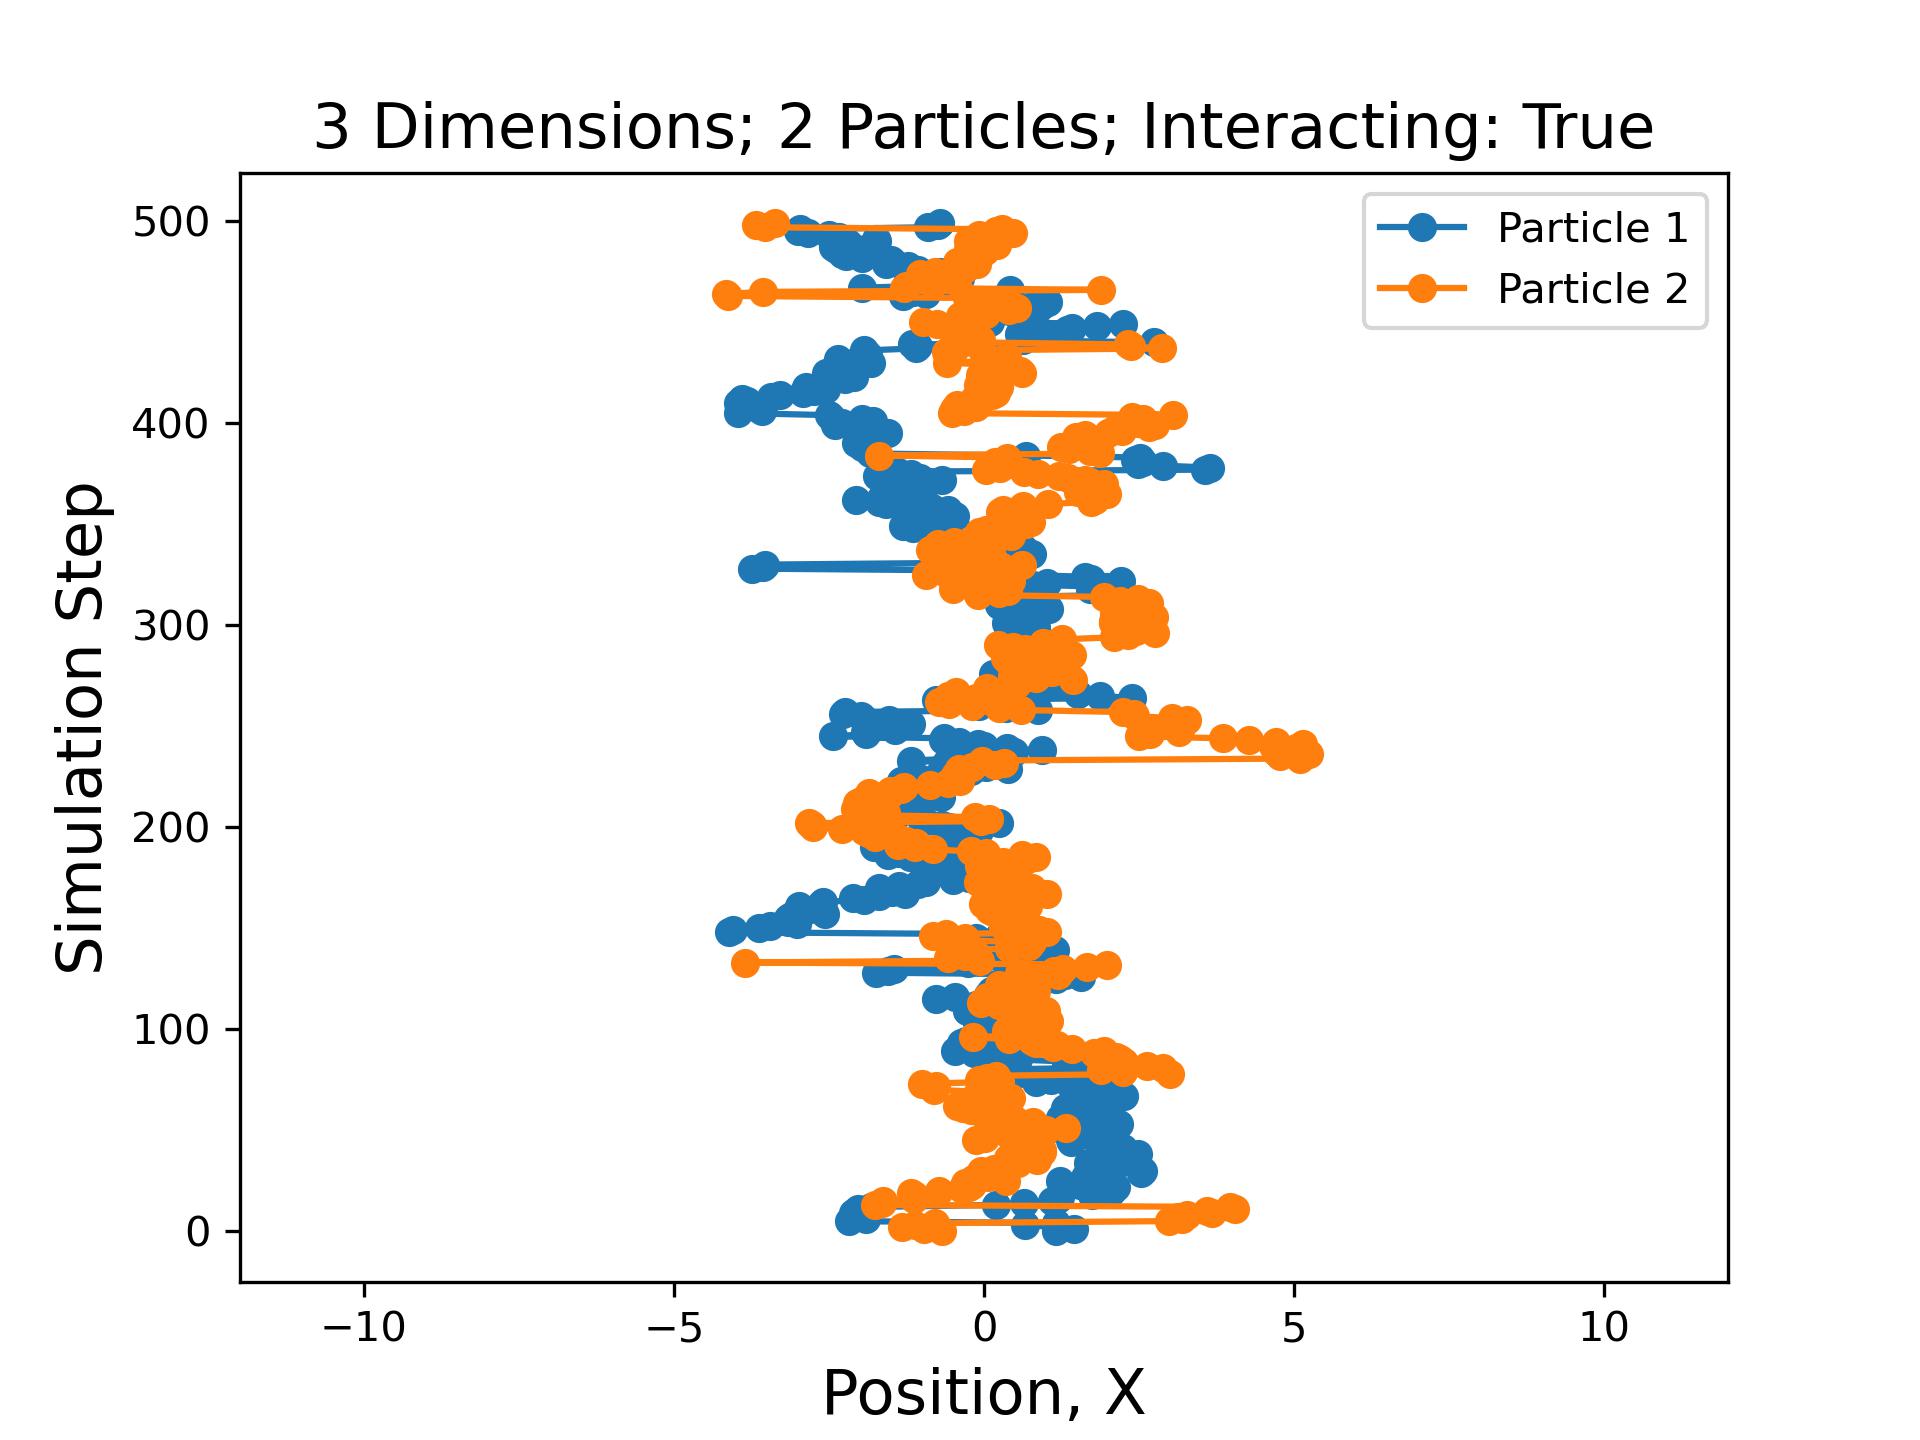 3 Dimensions; 2 Particles; Interacting: True
Particle 1
Particle 2
500
400
300
200
100
0
Simulation Step
−10
−5
0
5
10
Position, X